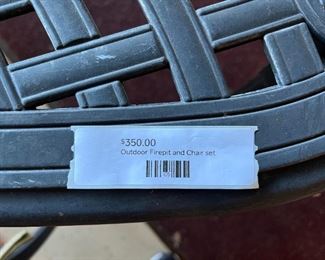 $350.00
Outdoor Firepit and Chair set